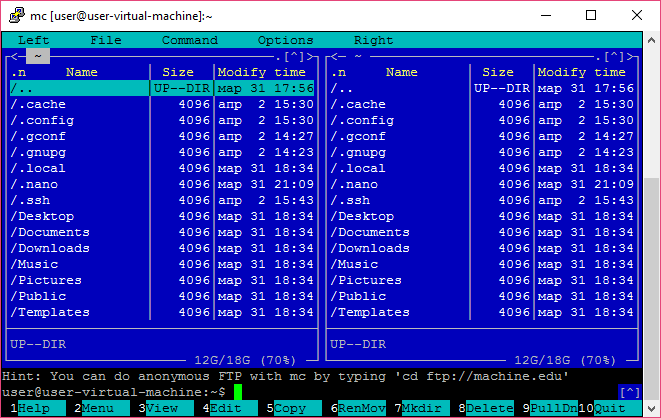 mc [user@user-virtual-machine]:~
Left File Command Options Right
<─ ~ .[^]> <─ ~ .[^]>
.n Name Size Modify time .n Name Size Modify time
/.. UP--DIR мар 31 17:56 /.. UP--DIR мар 31 17:56
/.cache 4096 апр 2 15:30 /.cache 4096 апр 2 15:30
/.config 4096 апр 2 15:30 /.config 4096 апр 2 15:30
/.gconf 4096 апр 2 14:27 /.gconf 4096 апр 2 14:27
/.gnupg 4096 апр 2 14:23 /.gnupg 4096 апр 2 14:23
/.local 4096 мар 31 18:34 /.local 4096 мар 31 18:34
/.nano 4096 мар 31 21:09 /.nano 4096 мар 31 21:09
/.ssh 4096 апр 2 15:43 /.ssh 4096 апр 2 15:43
/Desktop 4096 мар 31 18:34 /Desktop 4096 мар 31 18:34
/Documents 4096 мар 31 18:34 /Documents 4096 мар 31 18:34
/Downloads 4096 мар 31 18:34 /Downloads 4096 мар 31 18:34
/Music 4096 мар 31 18:34 /Music 4096 мар 31 18:34
/Pictures 4096 мар 31 18:34 /Pictures 4096 мар 31 18:34
/Public 4096 мар 31 18:34 /Public 4096 мар 31 18:34
/Templates 4096 мар 31 18:34 /Templates 4096 мар 31 18:34
UP--DIR UP--DIR
12G/18G (70%) 12G/18G (70%)
Hint: You can do anonymous FTP with mc by typing 'cd ftp://machine.edu'
user@user-virtual-machine:~$ [^]
1Help 2Menu 3View 4Edit 5Copy 6RenMov 7Mkdir 8Delete 9PullDn 10Quit